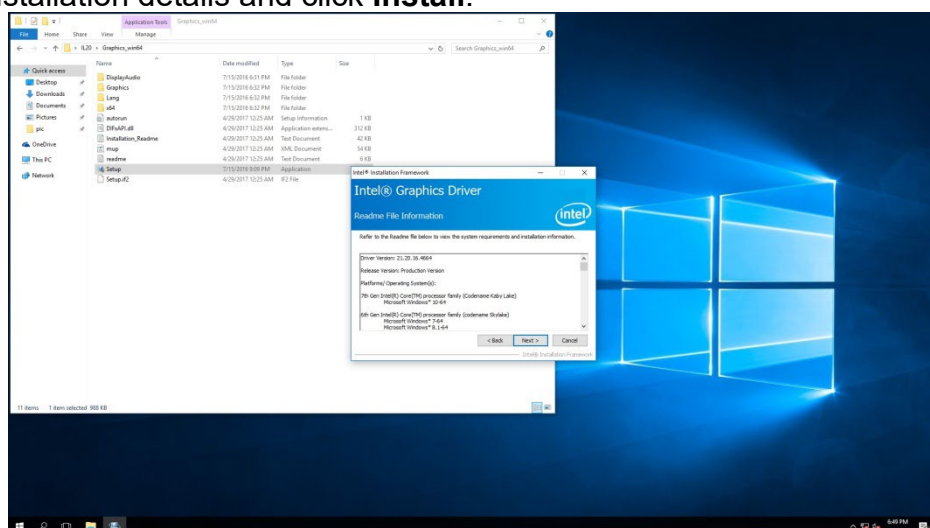 nstallation details and click Install.
Application Tools Graphics_win64
File Home Share View Manage
IL20 › Graphics_win64
Search Graphics_win64
Name Date modified Type Size
Quick access
Desktop
Downloads
Documents
Pictures
pic
OneDrive
This PC
Network
DisplayAudio 7/15/2018 6:31 PM File folder
Graphics 7/15/2018 6:32 PM File folder
Lang 7/15/2018 6:32 PM File folder
x64 7/15/2018 6:32 PM File folder
autorun 4/29/2017 12:25 AM Setup Information 1 KB
DIFxAPI.dll 4/29/2017 12:25 AM Application extens... 312 KB
Installation_Readme 4/29/2017 12:25 AM Text Document 42 KB
mup 4/29/2017 12:25 AM XML Document 54 KB
readme 4/29/2017 12:25 AM Text Document 6 KB
Setup 7/15/2018 9:09 PM Application
Setup.if2 4/29/2017 12:25 AM IF2 File
Intel® Installation Framework
Intel® Graphics Driver
Readme File Information
intel
Refer to the Readme file below to view the system requirements and installation information.
Driver Version: 21.20.16.4664
Release Version: Production Version
Platforms/ Operating System(s):
7th Gen Intel(R) Core(TM) processor family (Codename Kaby Lake)
Microsoft Windows* 10-64
6th Gen Intel(R) Core(TM) processor family (codename Skylake)
Microsoft Windows* 7-64
Microsoft Windows* 8.1-64
< Back Next > Cancel
Intel® Installation Framework
11 items 1 item selected 988 KB
6:49 PM